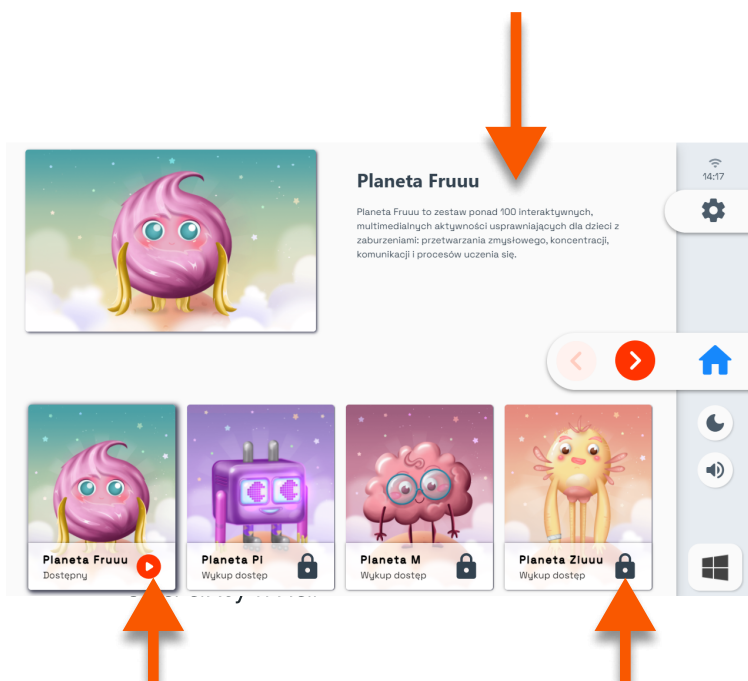 Planeta Fruuu
Planeta Fruuu to zestaw ponad 100 interaktywnych,
multimedialnych aktywności usprawniających dla dzieci z
zaburzeniami: przetwarzania zmysłowego, koncentracji,
komunikacji i procesów uczenia się.
14:17
Planeta Fruuu
Dostępny
Planeta Pi
Wykup dostęp
Planeta M
Wykup dostęp
Planeta Ziuuu
Wykup dostęp